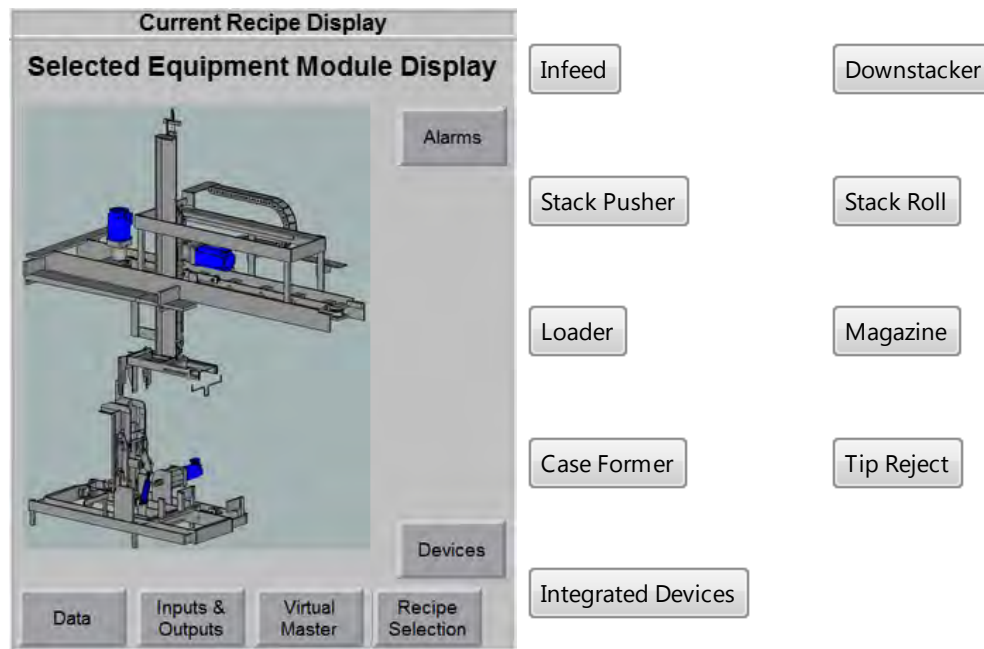 Current Recipe Display
Selected Equipment Module Display
Alarms
Devices
Data
Inputs &
Outputs
Virtual
Master
Recipe
Selection
Infeed
Downstacker
Stack Pusher
Stack Roll
Loader
Magazine
Case Former
Tip Reject
Integrated Devices